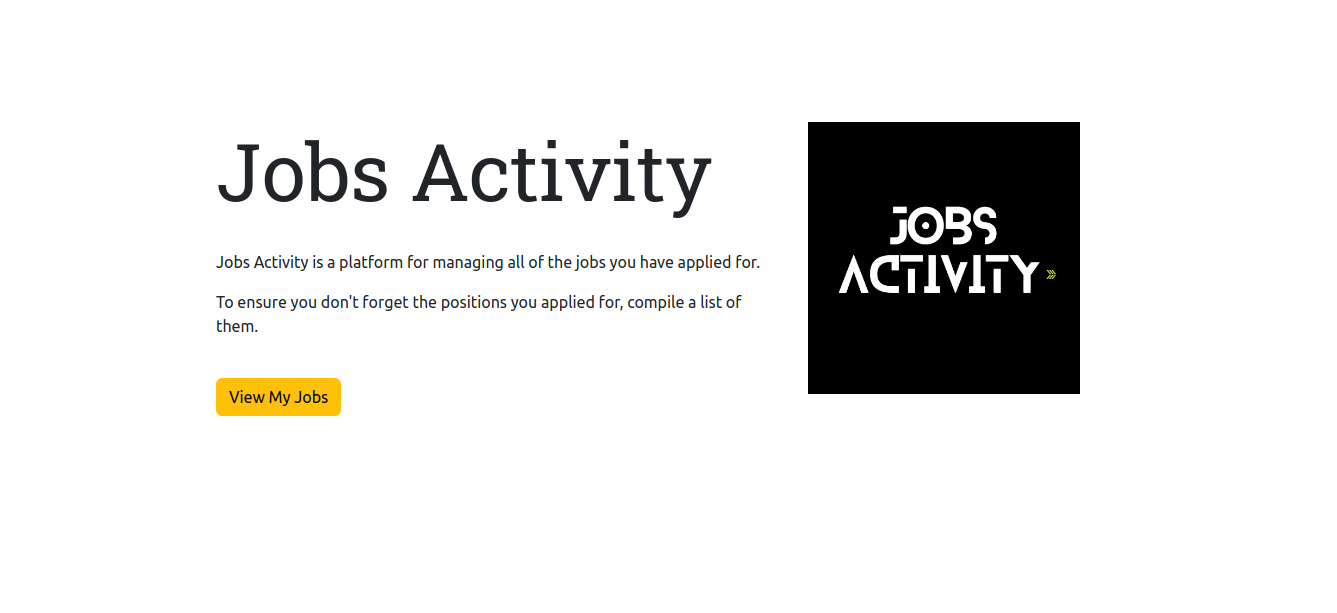 Jobs Activity
Jobs Activity is a platform for managing all of the jobs you have applied for.
To ensure you don't forget the positions you applied for, compile a list of
them.
View My Jobs
JOBS
ACTIVITY